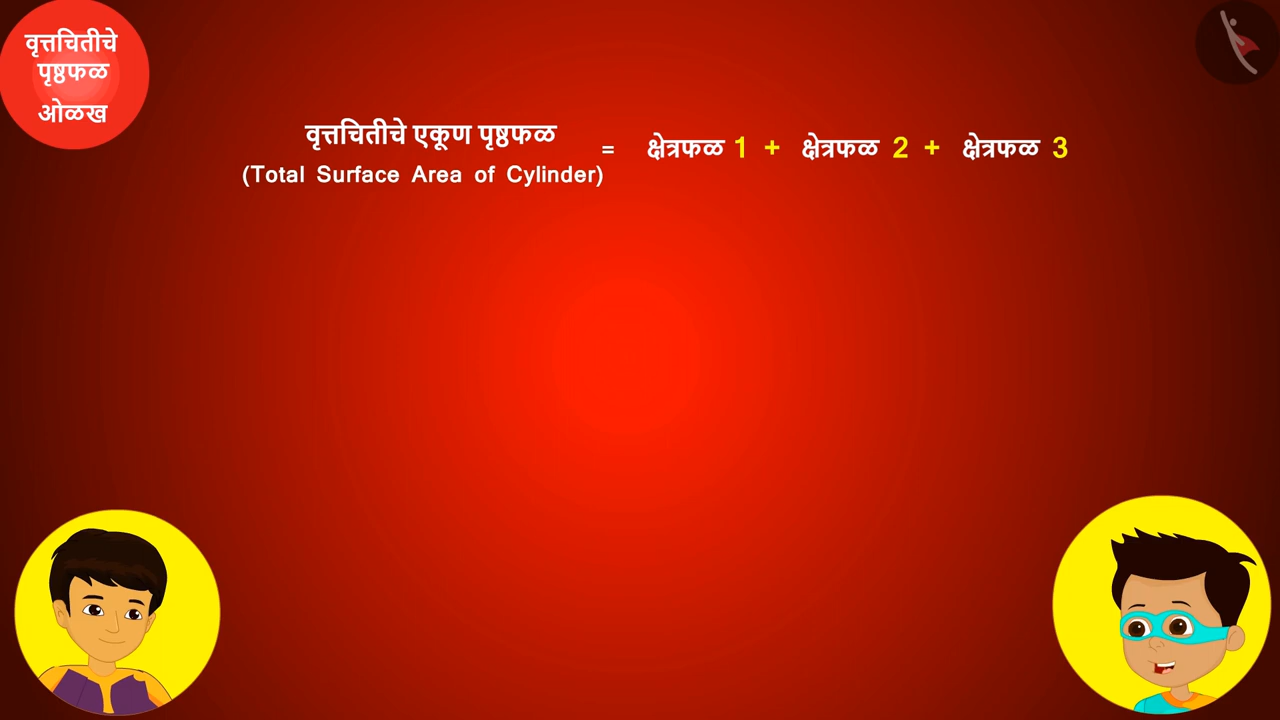 वृत्तचितीचे
पृष्ठफळ
ओळख
वृत्तचितीचे एकूण पृष्ठफळ = क्षेत्रफळ 1 + क्षेत्रफळ 2 + क्षेत्रफळ 3
(Total Surface Area of Cylinder)